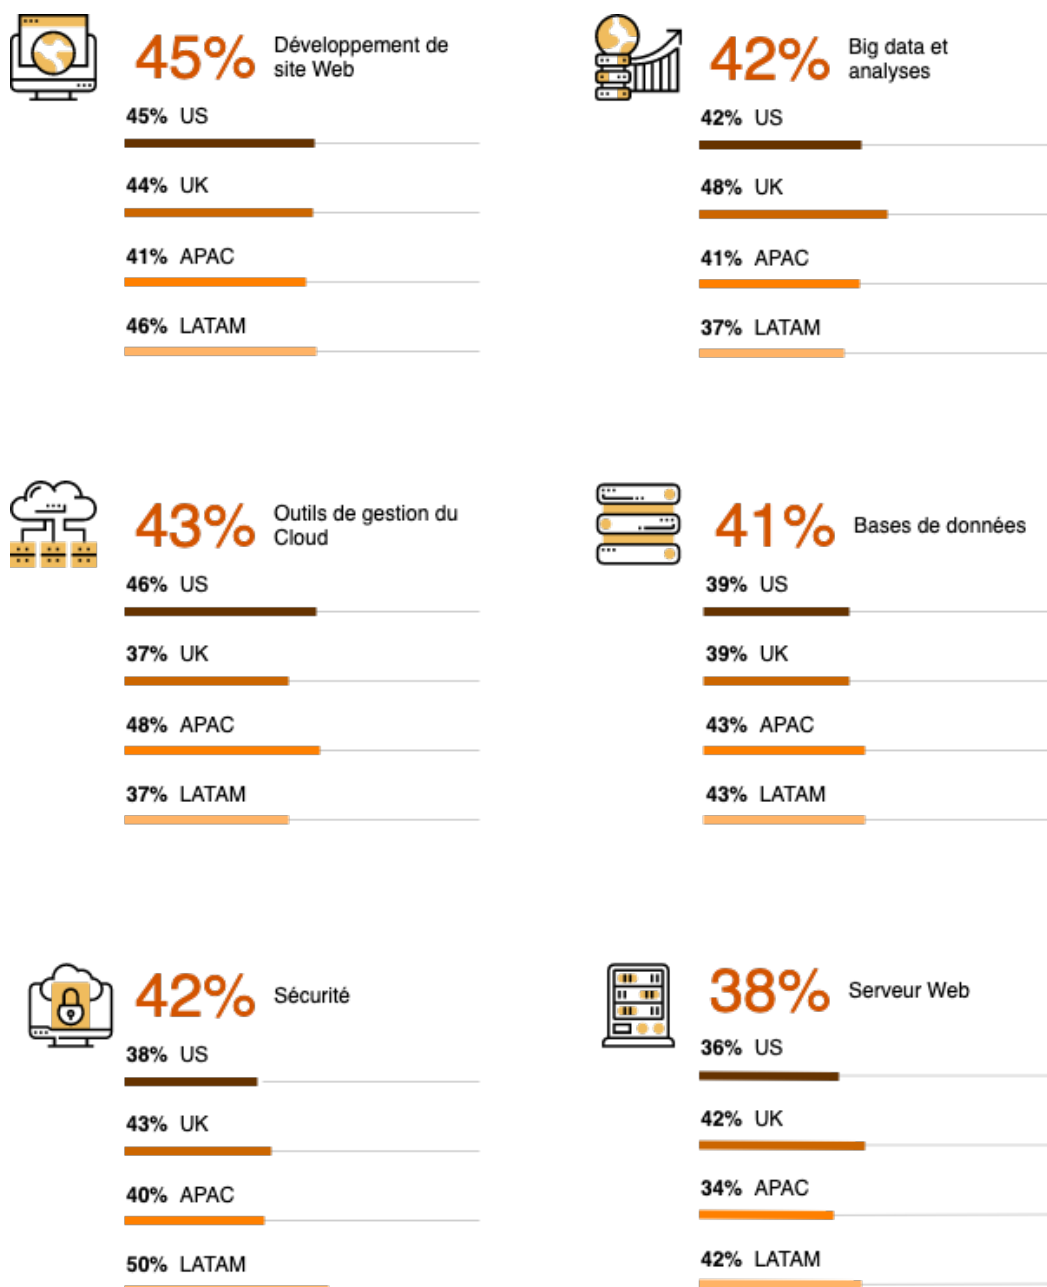 45%
Développement de
site Web
45% US
44% UK
41% APAC
46% LATAM
42%
Big data et
analyses
42% US
48% UK
41% APAC
37% LATAM
43%
Outils de gestion du
Cloud
46% US
37% UK
48% APAC
37% LATAM
41%
Bases de données
39% US
39% UK
43% APAC
43% LATAM
42%
Sécurité
38% US
43% UK
40% APAC
50% LATAM
38%
Serveur Web
36% US
42% UK
34% APAC
42% LATAM